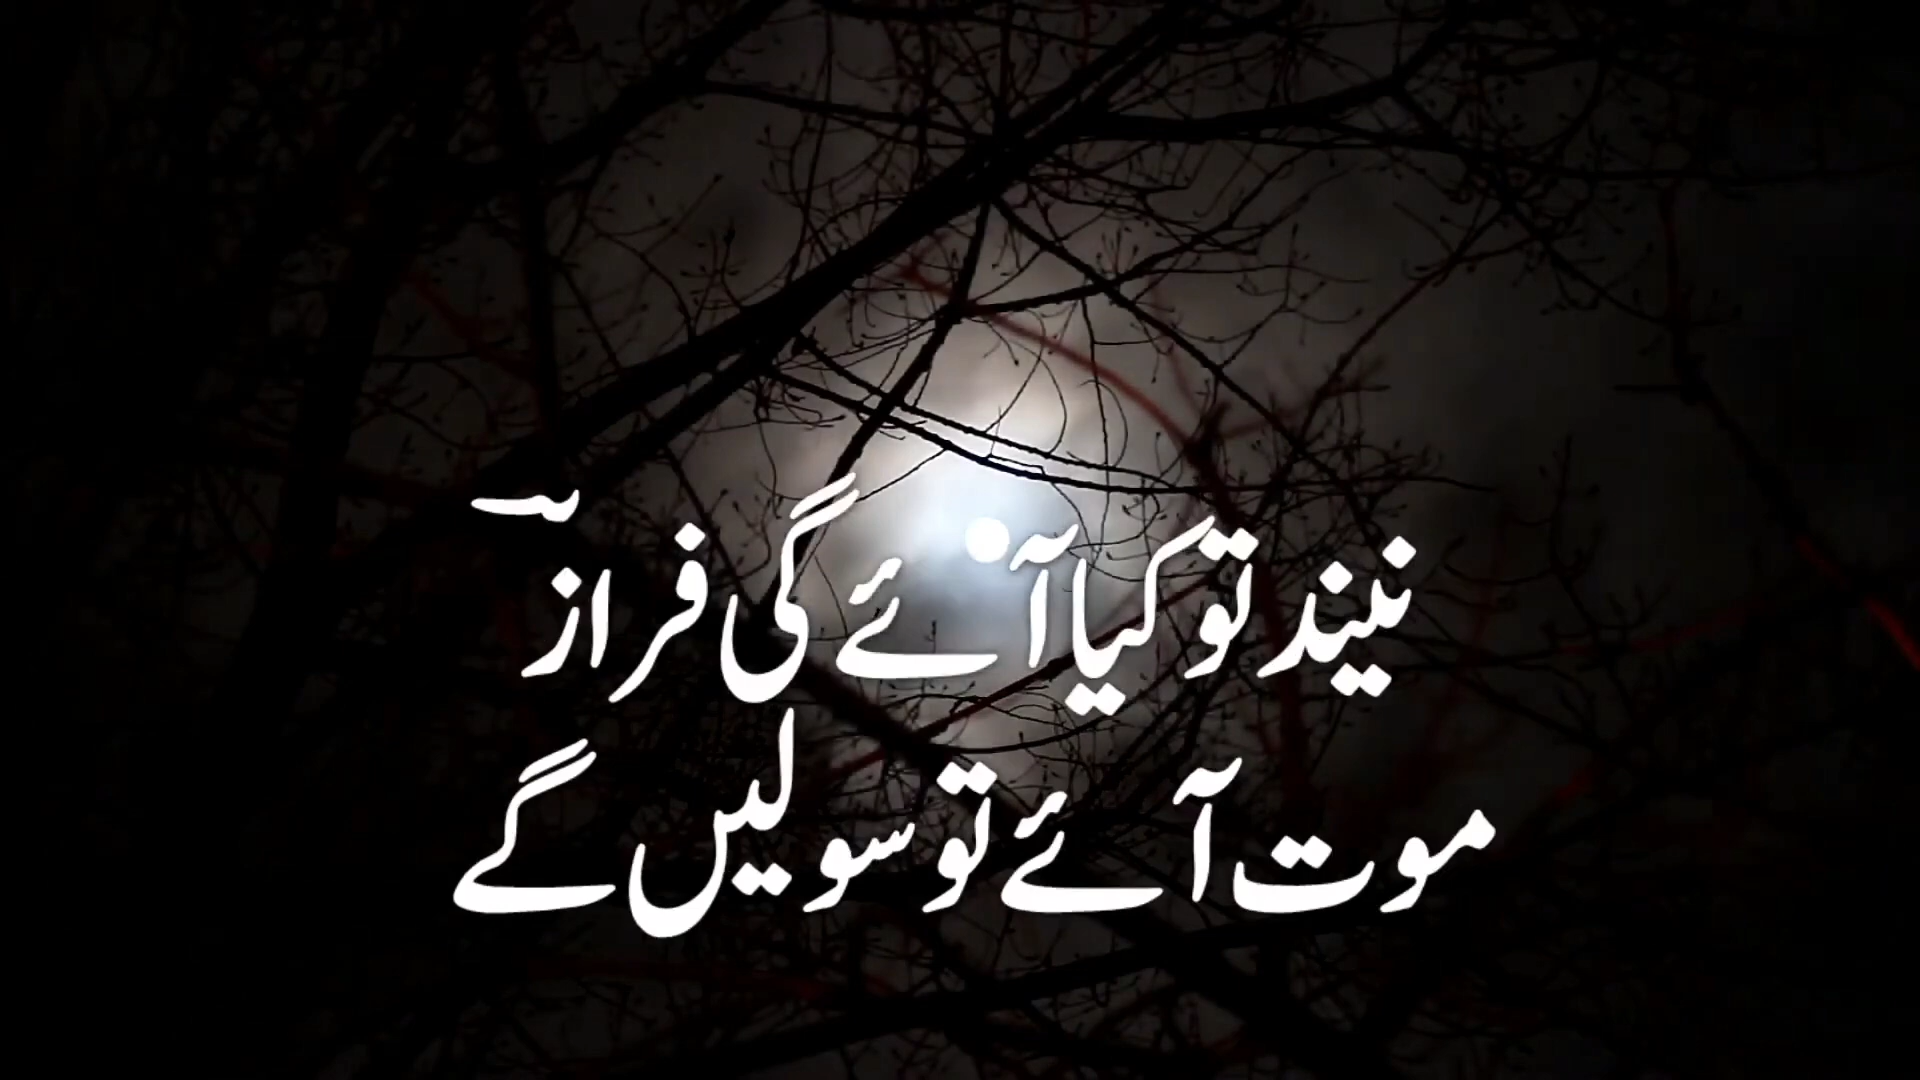 نیند تو کیا آئے گی فرازؔ
موت آئے تو سو لیں گے